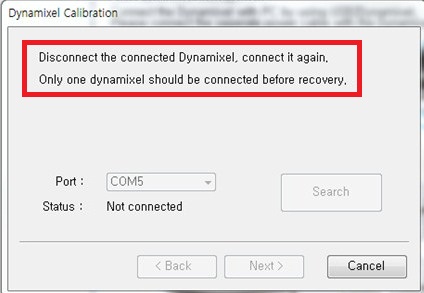 Dynamixel Calibration
Disconnect the connected Dynamixel, connect it again.
Only one dynamixel should be connected before recovery.
Port : COM5
Search
Status : Not connected
< Back Next > Cancel